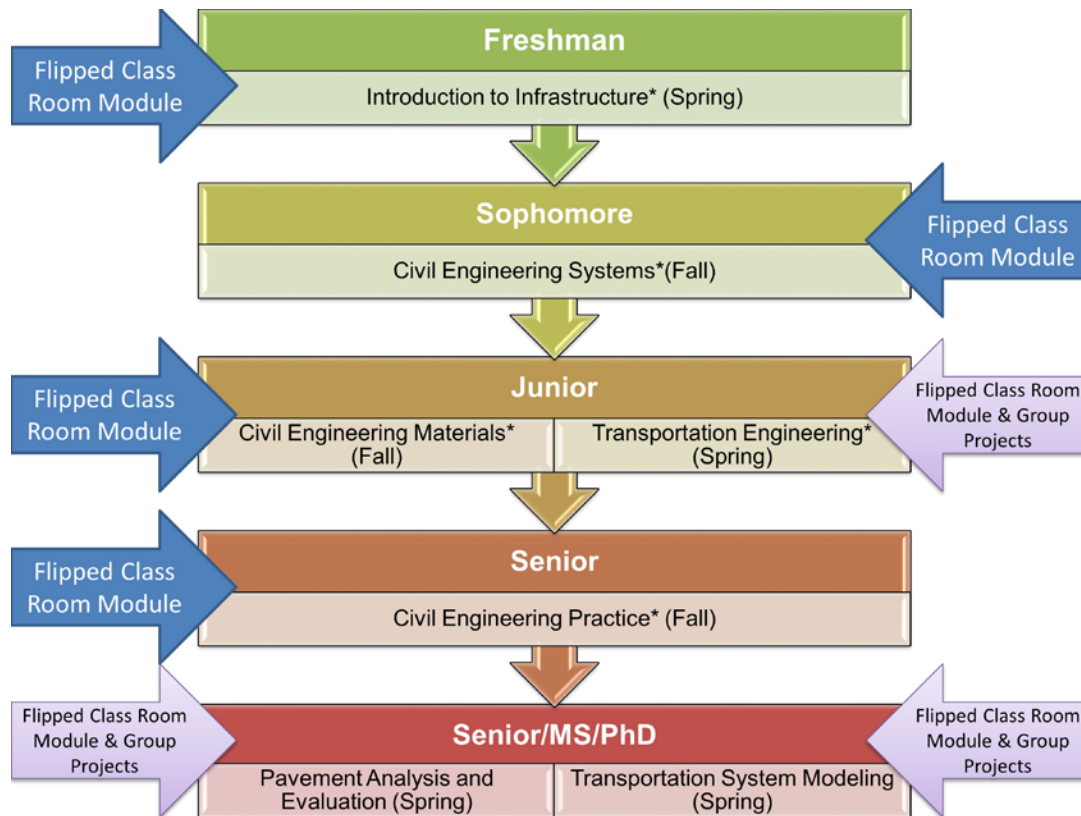 Freshman
Flipped Class
Room Module
Introduction to Infrastructure* (Spring)
Sophomore
Flipped Class
Room Module
Civil Engineering Systems*(Fall)
Junior
Flipped Class
Room Module
Flipped Class Room
Module & Group
Projects
Civil Engineering Materials*
(Fall)
Transportation Engineering*
(Spring)
Senior
Flipped Class
Room Module
Civil Engineering Practice* (Fall)
Flipped Class Room
Module & Group
Projects
Senior/MS/PhD
Flipped Class Room
Module & Group
Projects
Pavement Analysis and
Evaluation (Spring)
Transportation System Modeling
(Spring)